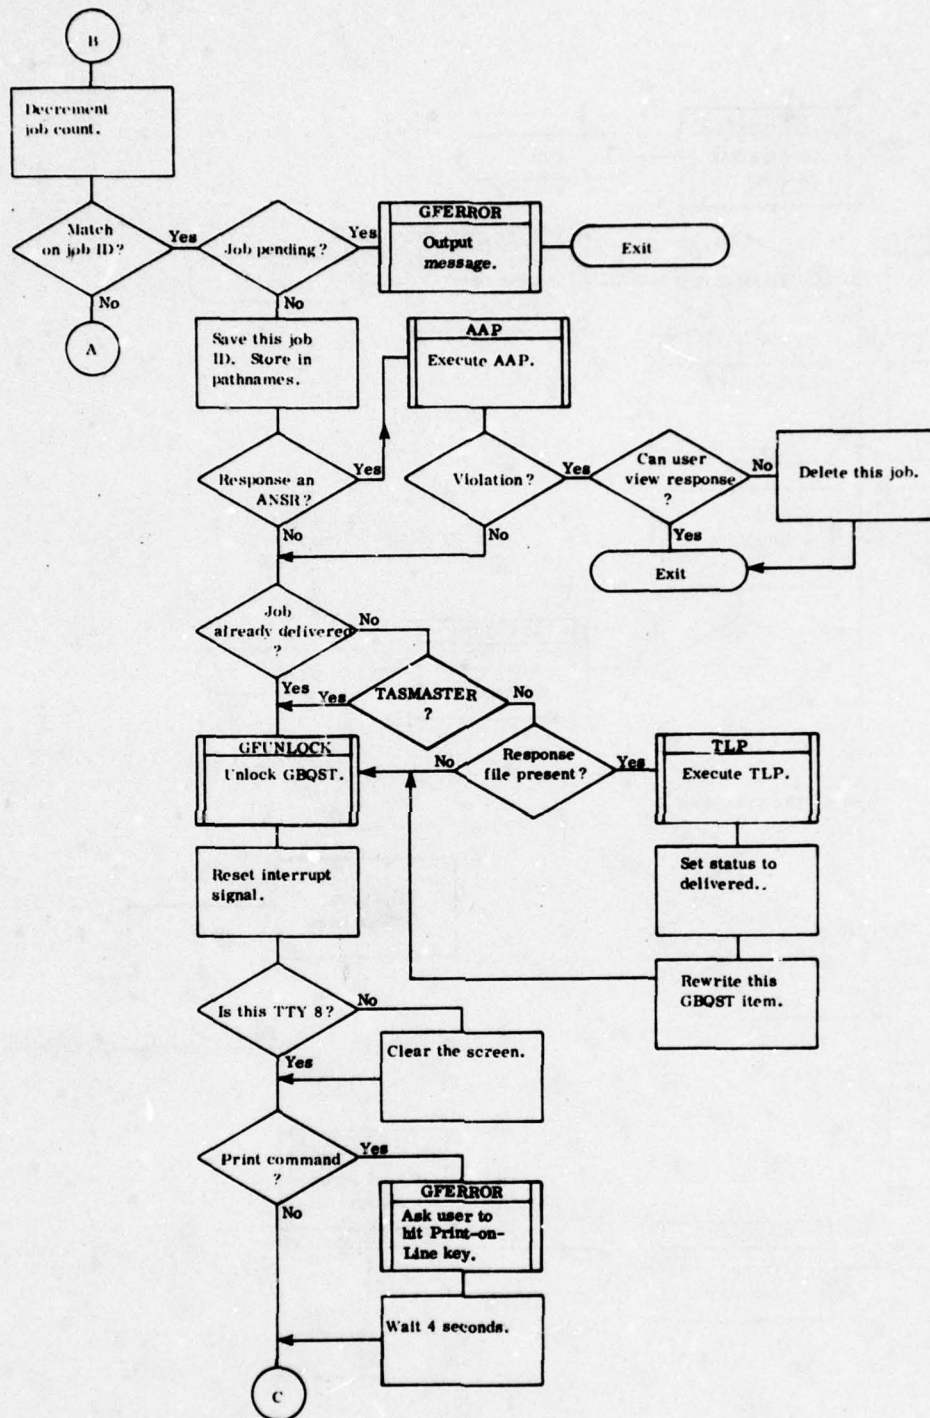 B
Decrement
job count.
Match
on job ID?
Yes
No
A
Job pending?
Yes
No
GFERROR
Output
message.
Exit
Save this job
ID. Store in
pathnames.
AAP
Execute AAP.
Response an
ANSR?
Yes
No
Violation?
Yes
No
Can user
view response
?
No
Yes
Delete this job.
Exit
Job
already delivered
?
No
Yes
TASMASTER
?
Yes
No
Response
file present?
No
Yes
TLP
Execute TLP.
GFUNLOCK
Unlock GBQST.
Set status to
delivered..
Reset interrupt
signal.
Rewrite this
GBQST item.
Is this TTY 8?
No
Yes
Clear the screen.
Print command
?
Yes
No
GFERROR
Ask user to
hit Print-on-
Line key.
Wait 4 seconds.
C